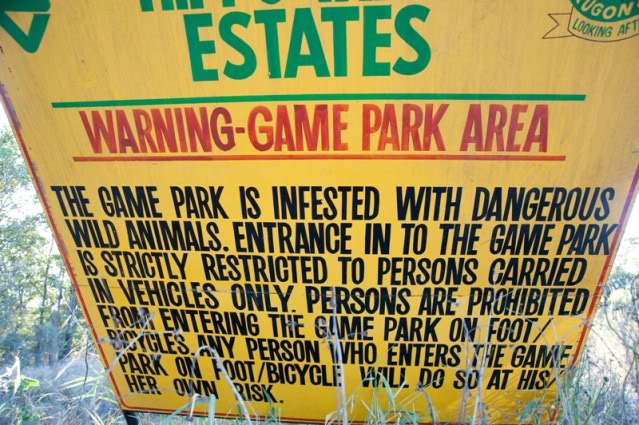 ESTATES
WARNING-GAME PARK AREA
THE GAME PARK IS INFESTED WITH DANGEROUS
WILD ANIMALS. ENTRANCE IN TO THE GAME PARK
IS STRICTLY RESTRICTED TO PERSONS CARRIED
IN VEHICLES ONLY. PERSONS ARE PROHIBITED
FROM ENTERING THE GAME PARK ON FOOT/
BICYCLES. ANY PERSON WHO ENTERS THE GAME
PARK ON FOOT/BICYCLE WILL DO SO AT HIS/
HER OWN RISK.
LOOKING